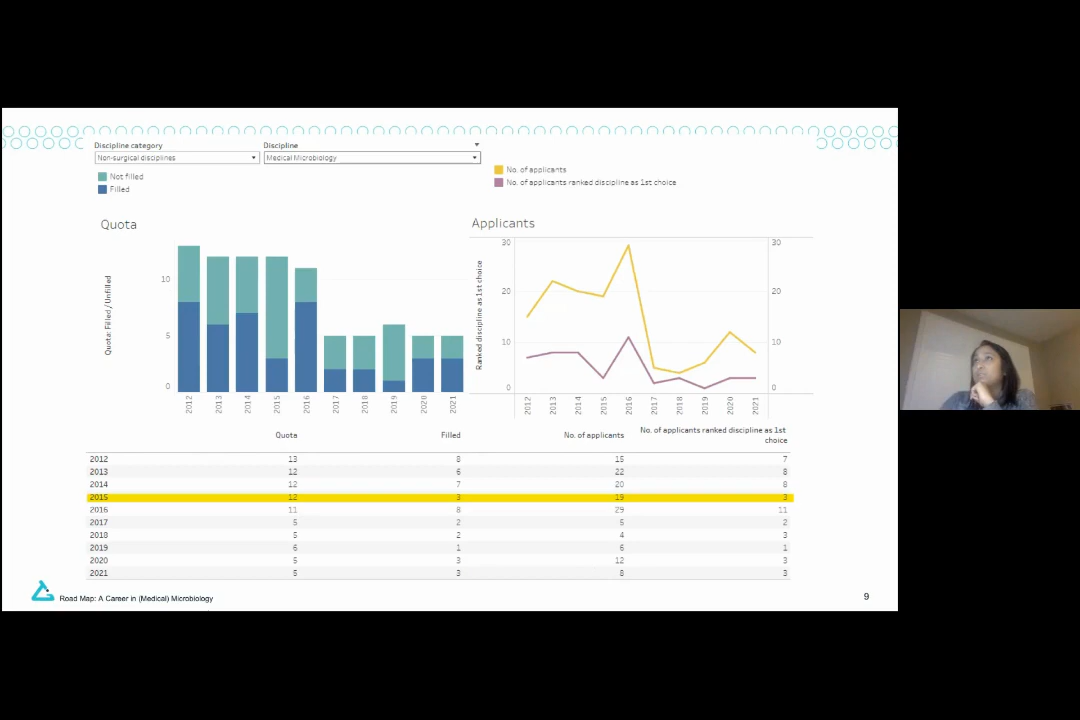 Discipline category
Discipline
Non-surgical disciplines
Medical Microbiology
Not filled
Filled
No. of applicants
No. of applicants ranked discipline as 1st choice
Quota
Quota: Filled / Unfilled
10
5
0
2012 2013 2014 2015 2016 2017 2018 2019 2020 2021
Applicants
Ranked discipline as 1st choice
30 30
20 20
10 10
0 0
2012 2013 2014 2015 2016 2017 2018 2019 2020 2021
Quota Filled No. of applicants No. of applicants ranked discipline as 1st
choice
2012 13 8 15 7
2013 12 6 22 8
2014 12 7 20 8
2015 12 3 19 3
2016 11 8 29 11
2017 5 2 5 2
2018 5 2 4 3
2019 6 1 6 1
2020 5 3 12 3
2021 5 3 8 3
Road Map: A Career in (Medical) Microbiology
9